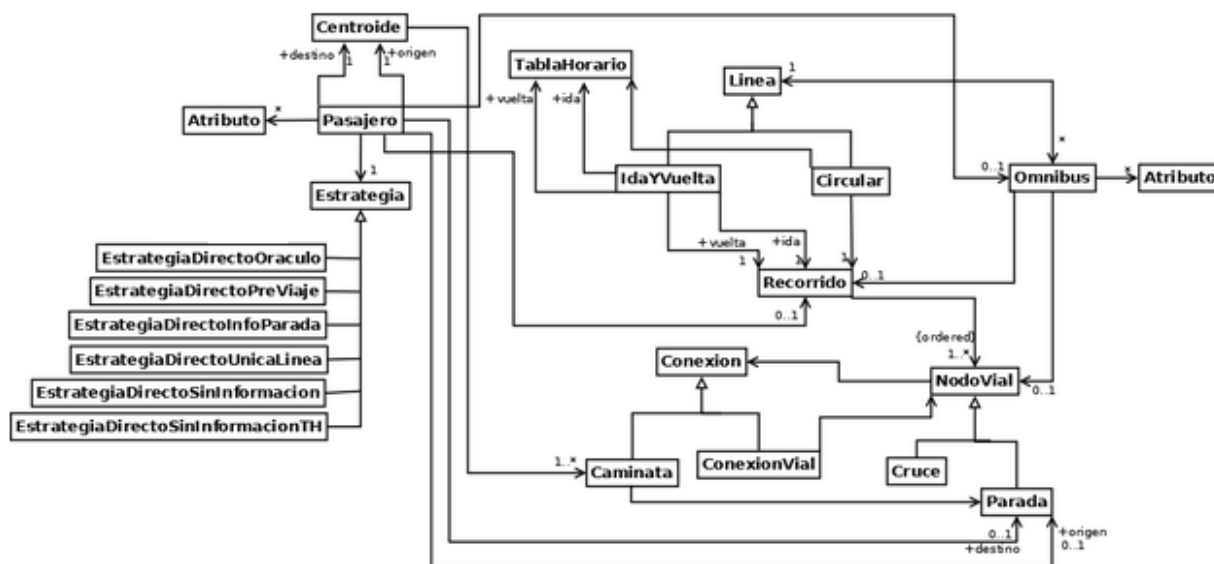 Centroide
+destino
1
1
+origen
TablaHorario
Linea
1
+vuelta
+ida
Atributo
*
Pasajero
*
1
Estrategia
IdaYVuelta
Circular
0..1
Omnibus
*
Atributo
EstrategiaDirectoOraculo
+vuelta
+ida
1
1
1
Recorrido
0..1
EstrategiaDirectoPreViaje
EstrategiaDirectoInfoParada
0..1
{ordered}
1..*
EstrategiaDirectoUnicaLinea
Conexion
NodoVial
0..1
EstrategiaDirectoSinInformacion
EstrategiaDirectoSinInformacionTH
1..*
Caminata
ConexionVial
Cruce
Parada
0..1
+destino
+origen
0..1